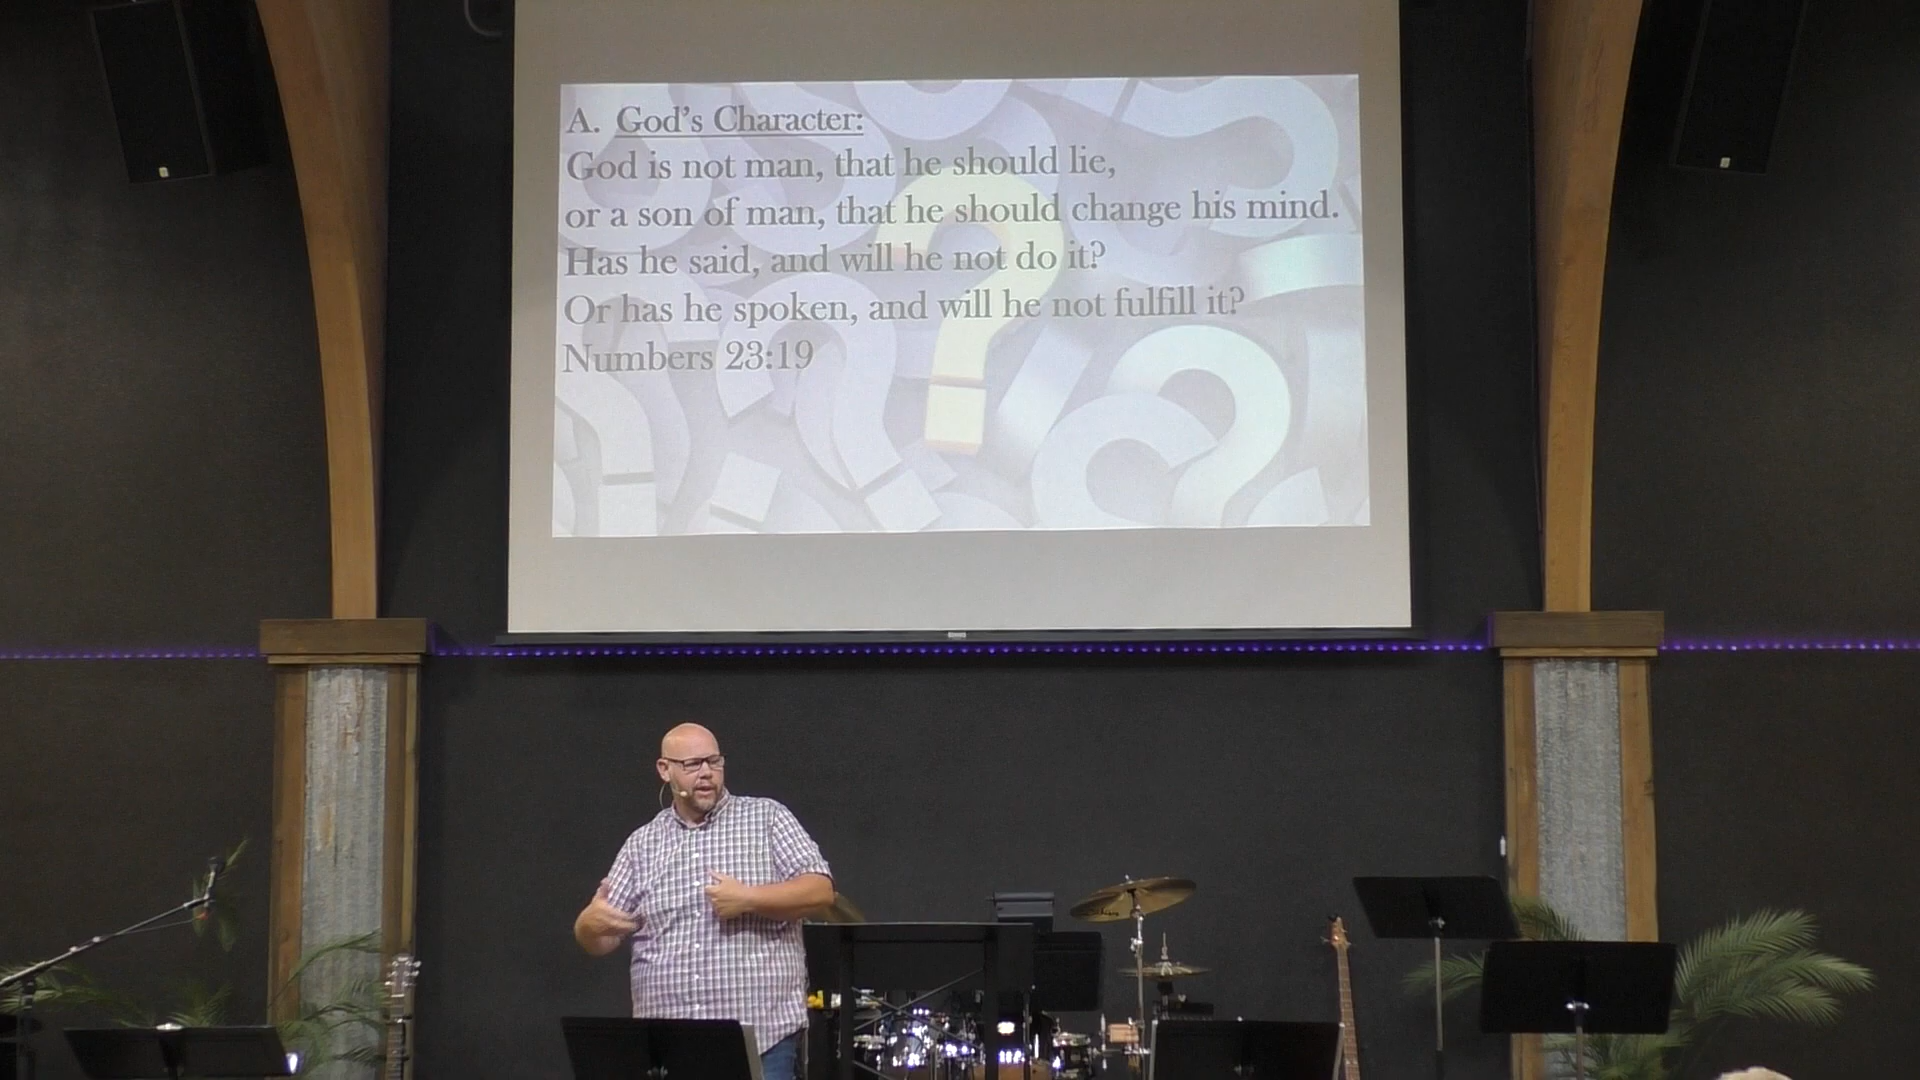 A. God's Character:
God is not man, that he should lie,
or a son of man, that he should change his mind.
Has he said, and will he not do it?
Or has he spoken, and will he not fulfill it?
Numbers 23:19